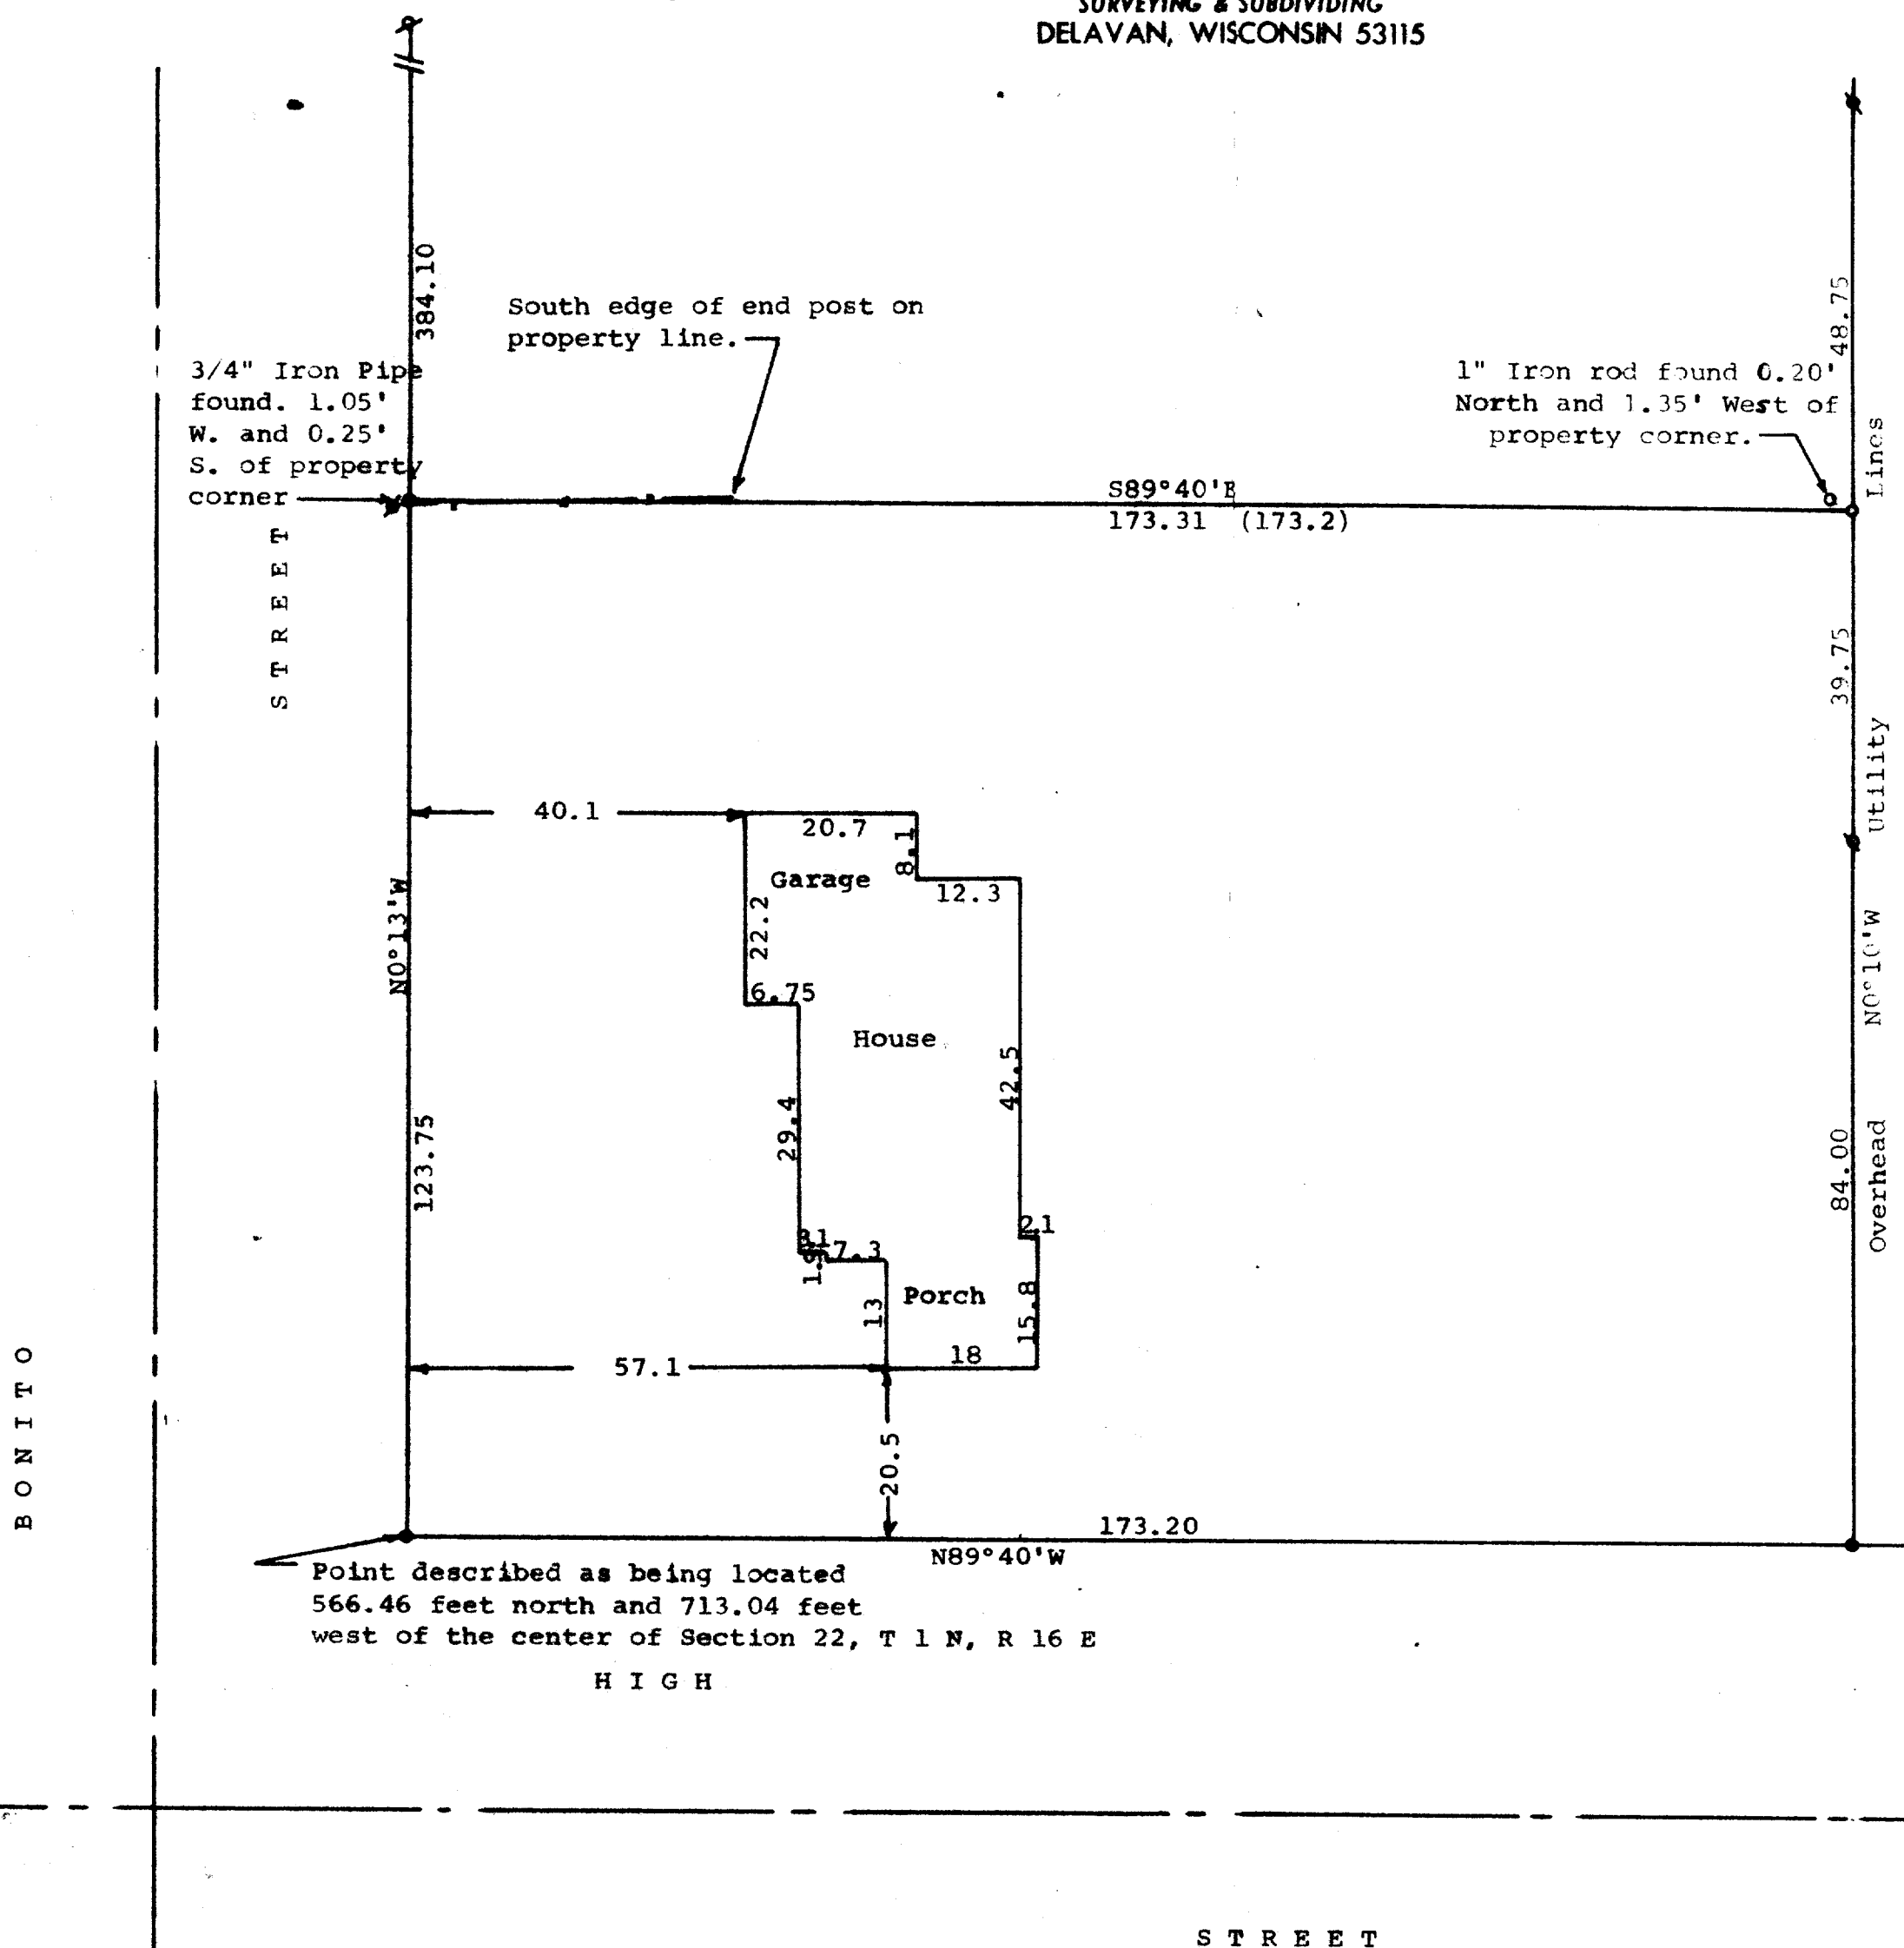 SURVEYING & SUBDIVIDING
DELAVAN, WISCONSIN 53115
384.10
South edge of end post on
property line.
3/4" Iron Pipe
found. 1.05'
W. and 0.25'
S. of property
corner
48.75
1" Iron rod found 0.20'
North and 1.35' West of
property corner.
Lines
S89°40'E
173.31 (173.2)
STREET
39.75
Utility
40.1
20.7
8.1
Garage
12.3
22.2
N0°13'W
N0°10'W
6.75
House
42.5
29.4
123.75
84.00
Overhead
21
7.3
Porch
13
15.8
57.1
18
BONITO
20.5
173.20
N89°40'W
Point described as being located
566.46 feet north and 713.04 feet
west of the center of Section 22, T 1 N, R 16 E
HIGH
STREET